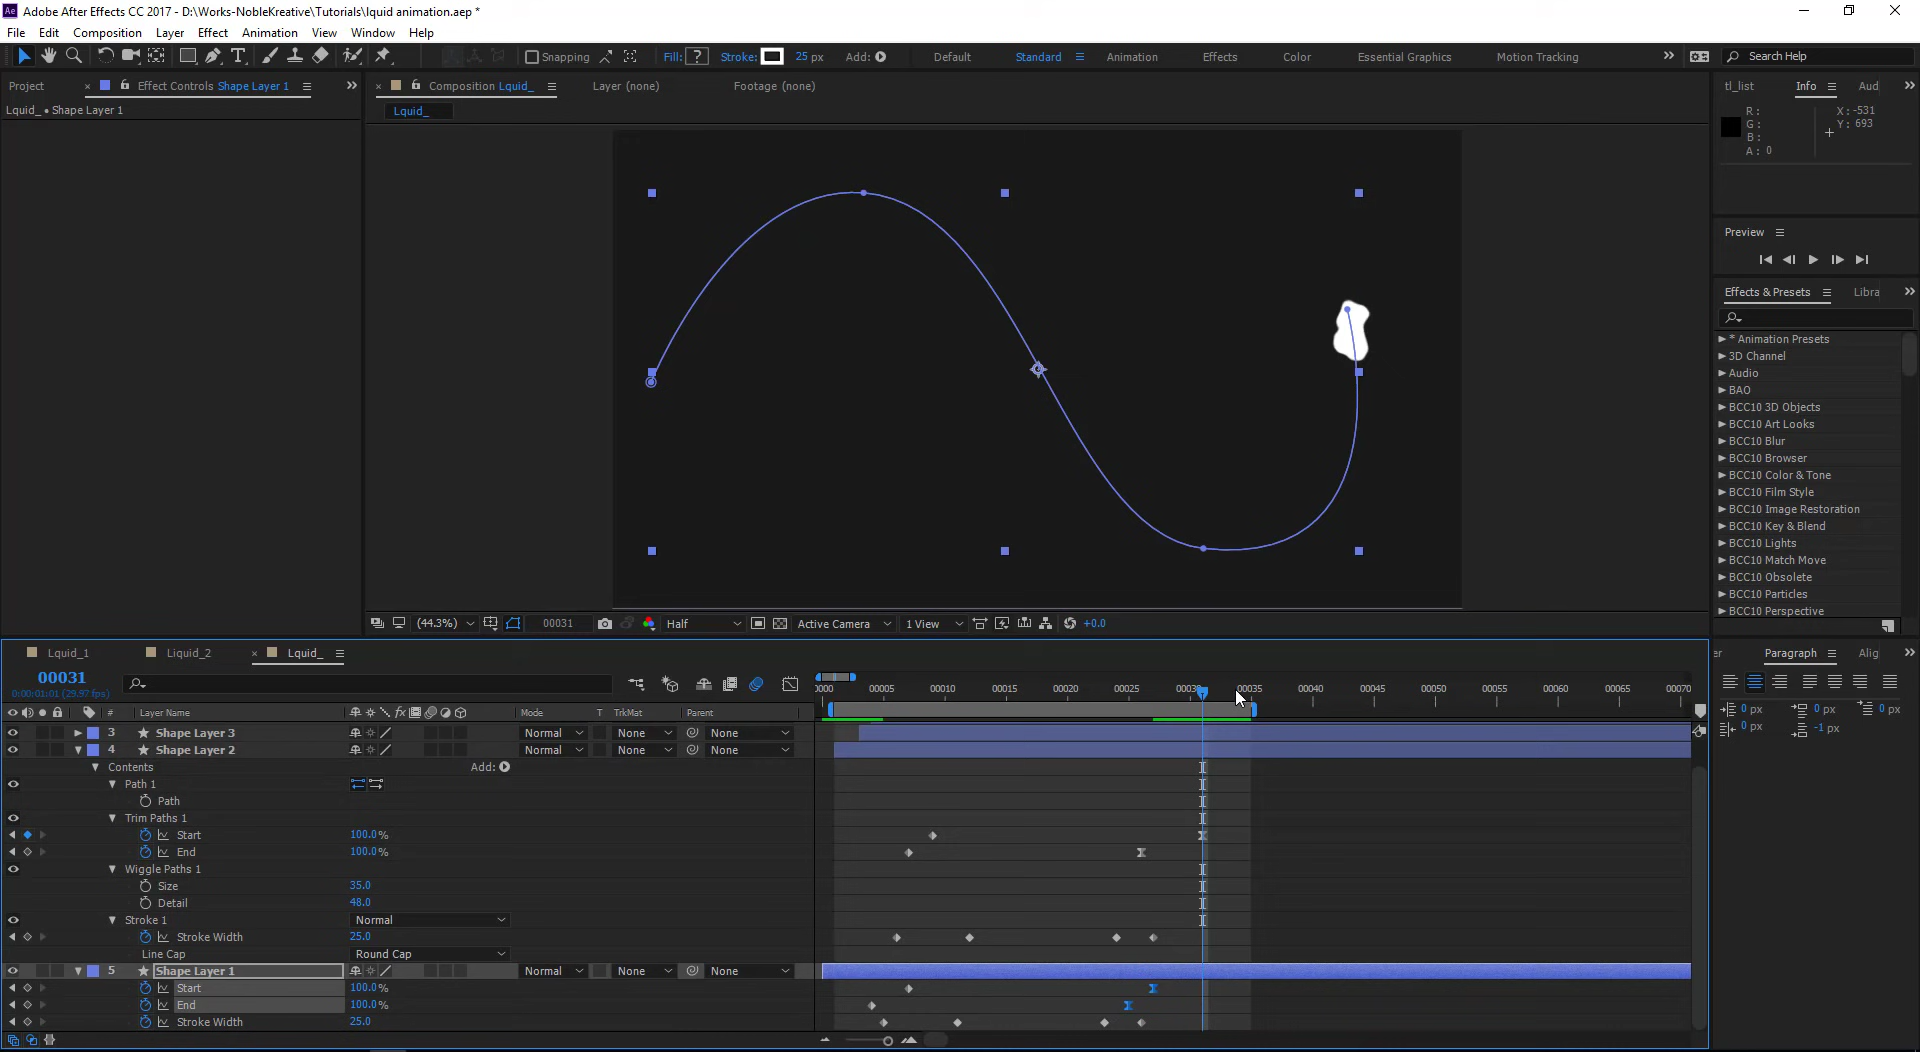 Adobe After Effects CC 2017 - D:\Works-NobleKreative\Tutorials\lquid animation.aep *
File Edit Composition Layer Effect Animation View Window Help
Snapping Fill: ? Stroke: 25 px Add: Default Standard Animation Effects Color Essential Graphics Motion Tracking Search Help
Project Effect Controls Shape Layer 1 Composition Lquid_ Layer (none) Footage (none) tl_list Info Aud
Lquid_ • Shape Layer 1 Lquid_
R: X: -531
G: Y: 693
B:
A: 0
Preview
Effects & Presets Libra
* Animation Presets
3D Channel
Audio
BAO
BCC10 3D Objects
BCC10 Art Looks
BCC10 Blur
BCC10 Browser
BCC10 Color & Tone
BCC10 Film Style
BCC10 Image Restoration
BCC10 Key & Blend
BCC10 Lights
BCC10 Match Move
BCC10 Obsolete
BCC10 Particles
BCC10 Perspective
(44.3%) 00031 Half Active Camera 1 View +0.0
Lquid_1 Liquid_2 Lquid_ er Paragraph Alig
00031
0:00:01:01 (29.97 fps)
0000 00005 00010 00015 00020 00025 00030 00035 00040 00045 00050 00055 00060 00065 00070
# Layer Name Mode T TrkMat Parent
0 px 0 px 0 px
0 px -1 px
3 Shape Layer 3 Normal None None
4 Shape Layer 2 Normal None None
Contents Add:
Path 1
Path
Trim Paths 1
Start 100.0%
End 100.0%
Wiggle Paths 1
Size 35.0
Detail 48.0
Stroke 1 Normal
Stroke Width 25.0
Line Cap Round Cap
5 Shape Layer 1 Normal None None
Start 100.0%
End 100.0%
Stroke Width 25.0